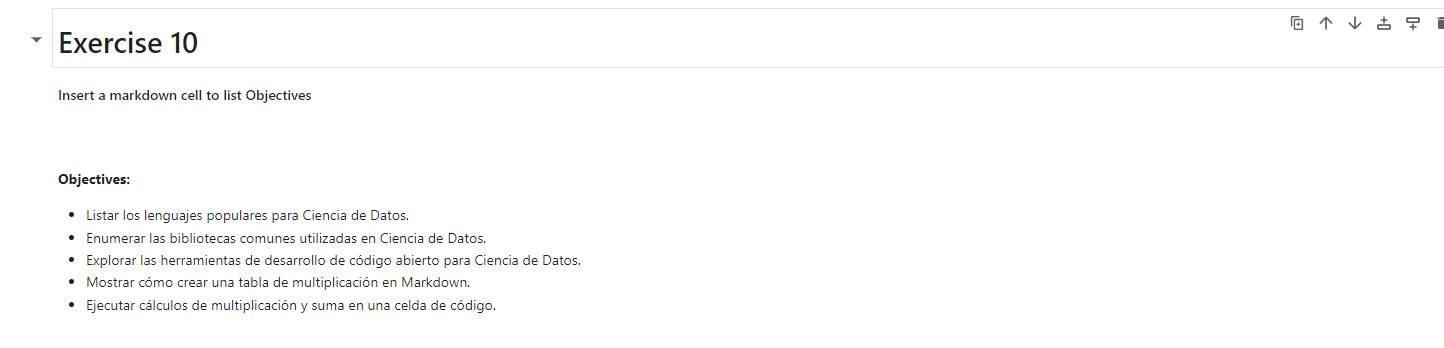 Exercise 10
Insert a markdown cell to list Objectives
Objectives:
Listar los lenguajes populares para Ciencia de Datos.
Enumerar las bibliotecas comunes utilizadas en Ciencia de Datos.
Explorar las herramientas de desarrollo de código abierto para Ciencia de Datos.
Mostrar cómo crear una tabla de multiplicación en Markdown.
Ejecutar cálculos de multiplicación y suma en una celda de código.